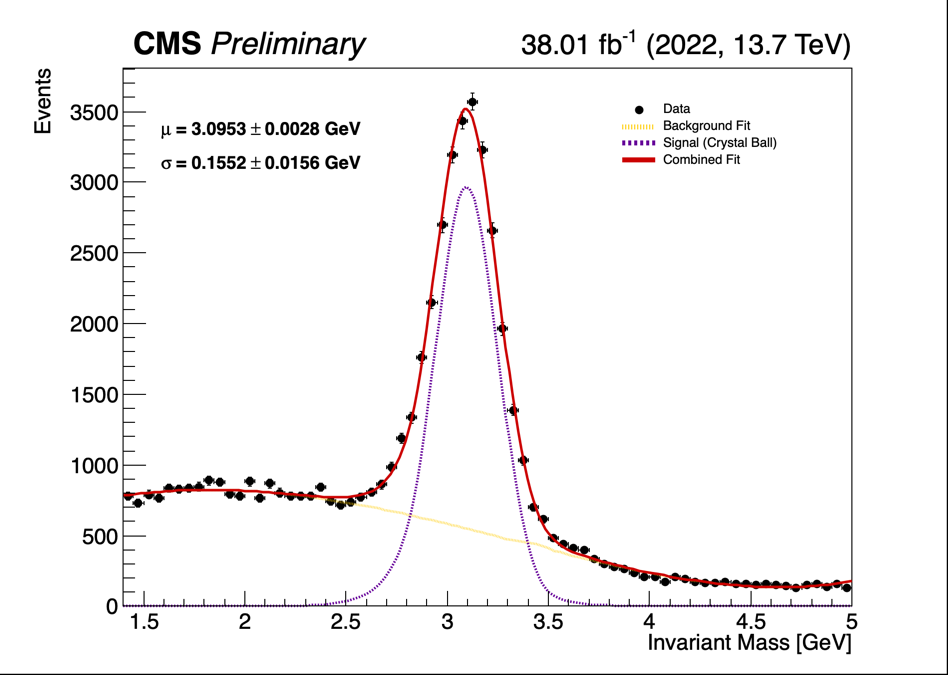 CMS Preliminary
38.01 fb-1 (2022, 13.7 TeV)
Events
μ = 3.0953 ± 0.0028 GeV
σ = 0.1552 ± 0.0156 GeV
Data
Background Fit
Signal (Crystal Ball)
Combined Fit
3500
3000
2500
2000
1500
1000
500
0
1.5 2 2.5 3 3.5 4 4.5 5
Invariant Mass [GeV]